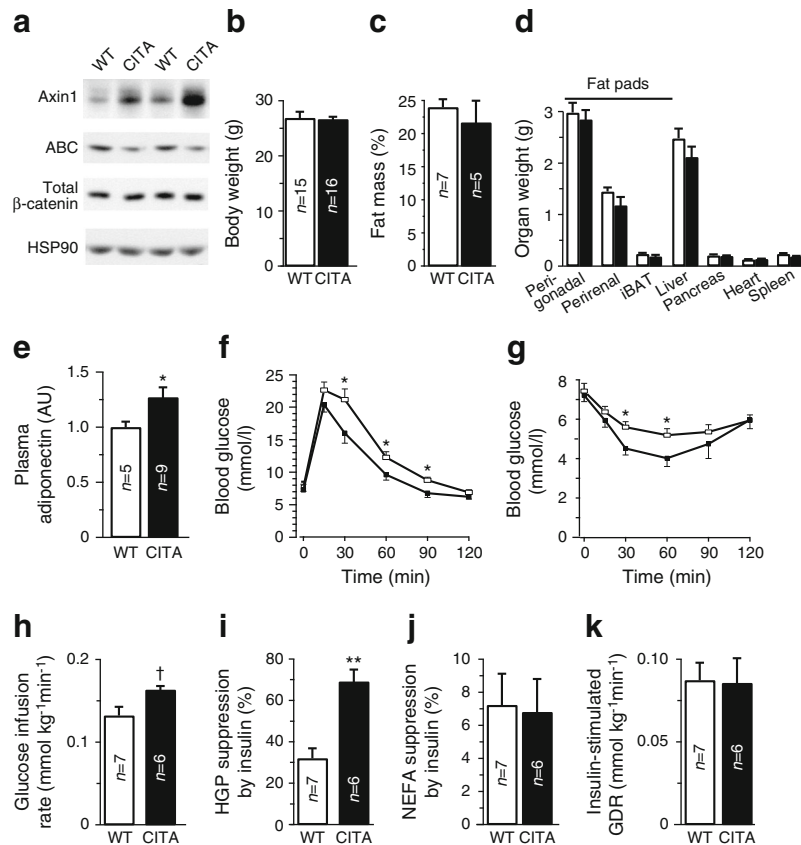 a
WT CITA WT CITA
Axin1
ABC
Total
β-catenin
HSP90
b
Body weight (g)
30
20
10
0
n=15
n=16
WT CITA
c
Fat mass (%)
25
20
15
10
5
0
n=7
n=5
WT CITA
d
Fat pads
Organ weight (g)
3
2
1
0
Peri-
gonadal
Perirenal
iBAT
Liver
Pancreas
Heart
Spleen
e
Plasma
adiponectin (AU)
1.5
1.0
0.5
0
*
n=5
n=9
WT CITA
f
Blood glucose
(mmol/l)
25
20
15
10
5
0
* * *
0 30 60 90 120
Time (min)
g
Blood glucose
(mmol/l)
8
6
4
2
0
* *
0 30 60 90 120
Time (min)
h
Glucose infusion
rate (mmol kg⁻¹min⁻¹)
0.2
0.1
0
†
n=7
n=6
WT CITA
i
HGP suppression
by insulin (%)
80
60
40
20
0
**
n=7
n=6
WT CITA
j
NEFA suppression
by insulin (%)
10
8
6
4
2
0
n=7
n=6
WT CITA
k
Insulin-stimulated
GDR (mmol kg⁻¹min⁻¹)
0.10
0.05
0
n=7
n=6
WT CITA